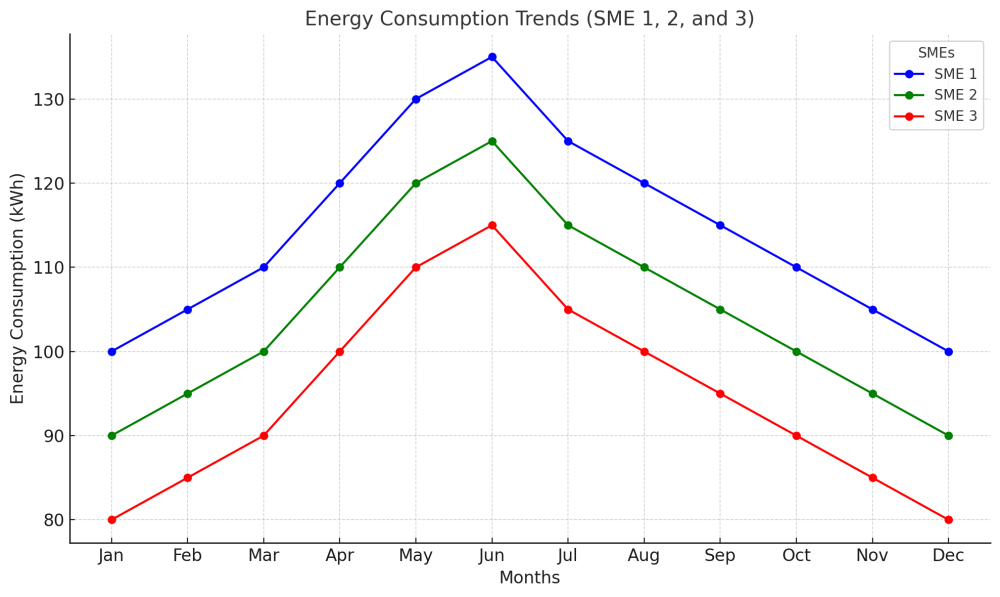 Energy Consumption Trends (SME 1, 2, and 3)
SMEs
SME 1
SME 2
SME 3
Energy Consumption (kWh)
130
120
110
100
90
80
Jan Feb Mar Apr May Jun Jul Aug Sep Oct Nov Dec
Months